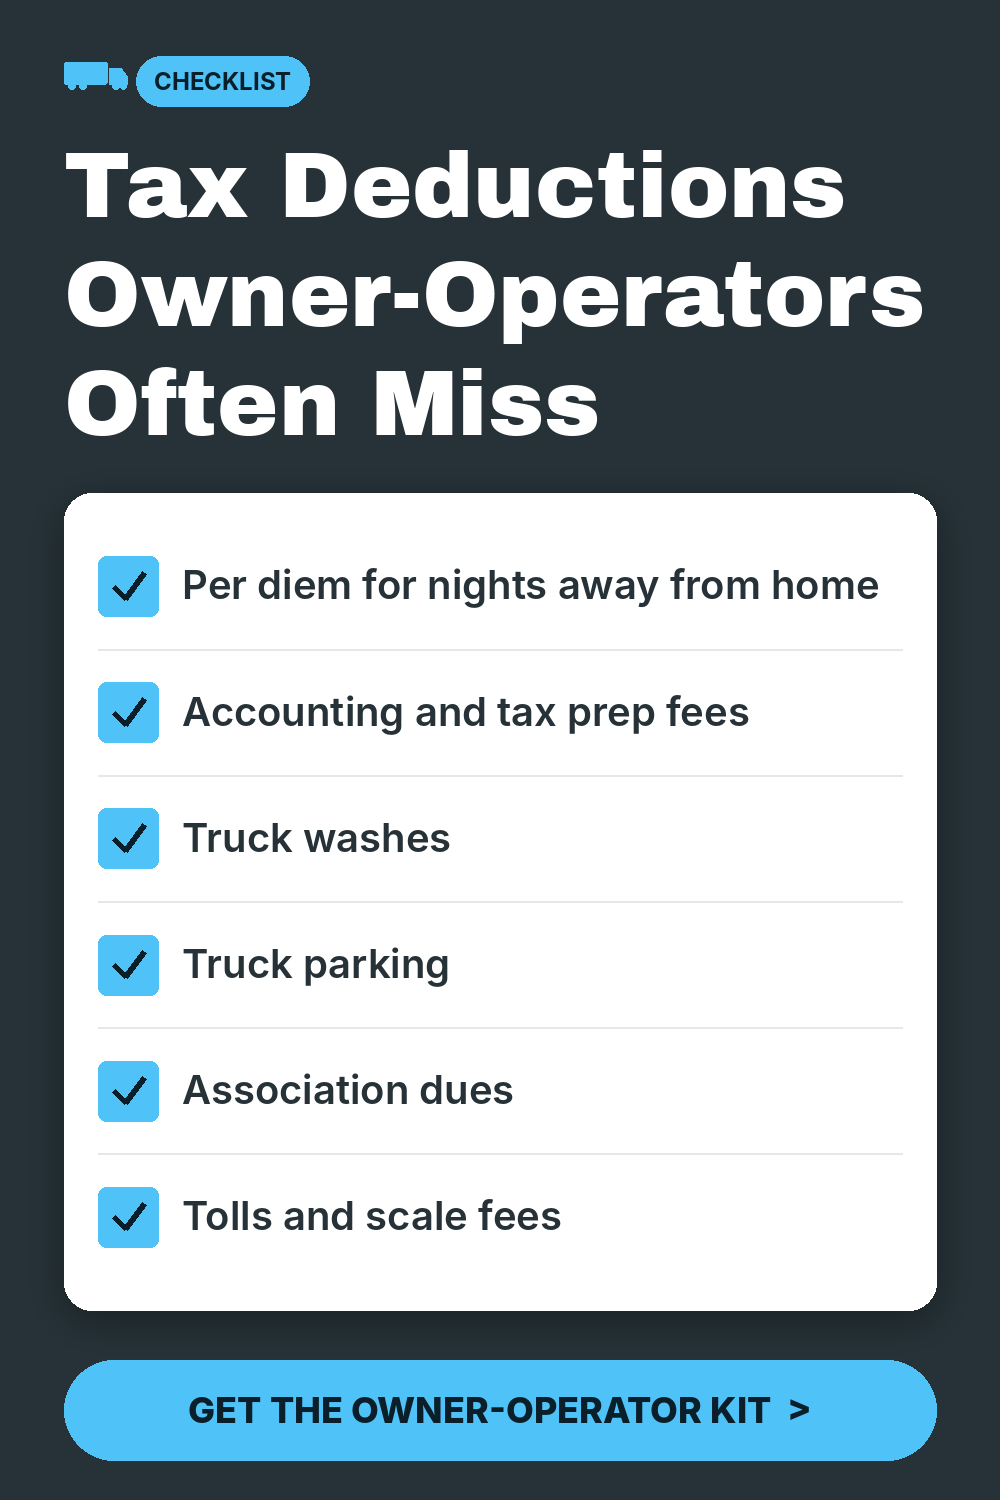 CHECKLIST
Tax Deductions
Owner-Operators
Often Miss
Per diem for nights away from home
Accounting and tax prep fees
Truck washes
Truck parking
Association dues
Tolls and scale fees
GET THE OWNER-OPERATOR KIT >